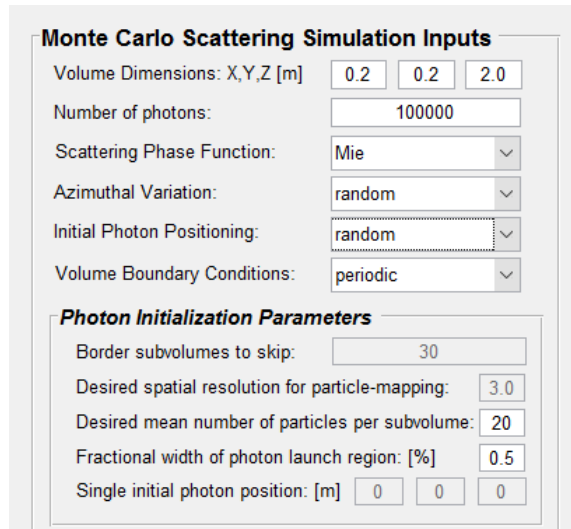 Monte Carlo Scattering Simulation Inputs
Volume Dimensions: X,Y,Z [m] 0.2 0.2 2.0
Number of photons: 100000
Scattering Phase Function: Mie
Azimuthal Variation: random
Initial Photon Positioning: random
Volume Boundary Conditions: periodic
Photon Initialization Parameters
Border subvolumes to skip: 30
Desired spatial resolution for particle-mapping: 3.0
Desired mean number of particles per subvolume: 20
Fractional width of photon launch region: [%] 0.5
Single initial photon position: [m] 0 0 0